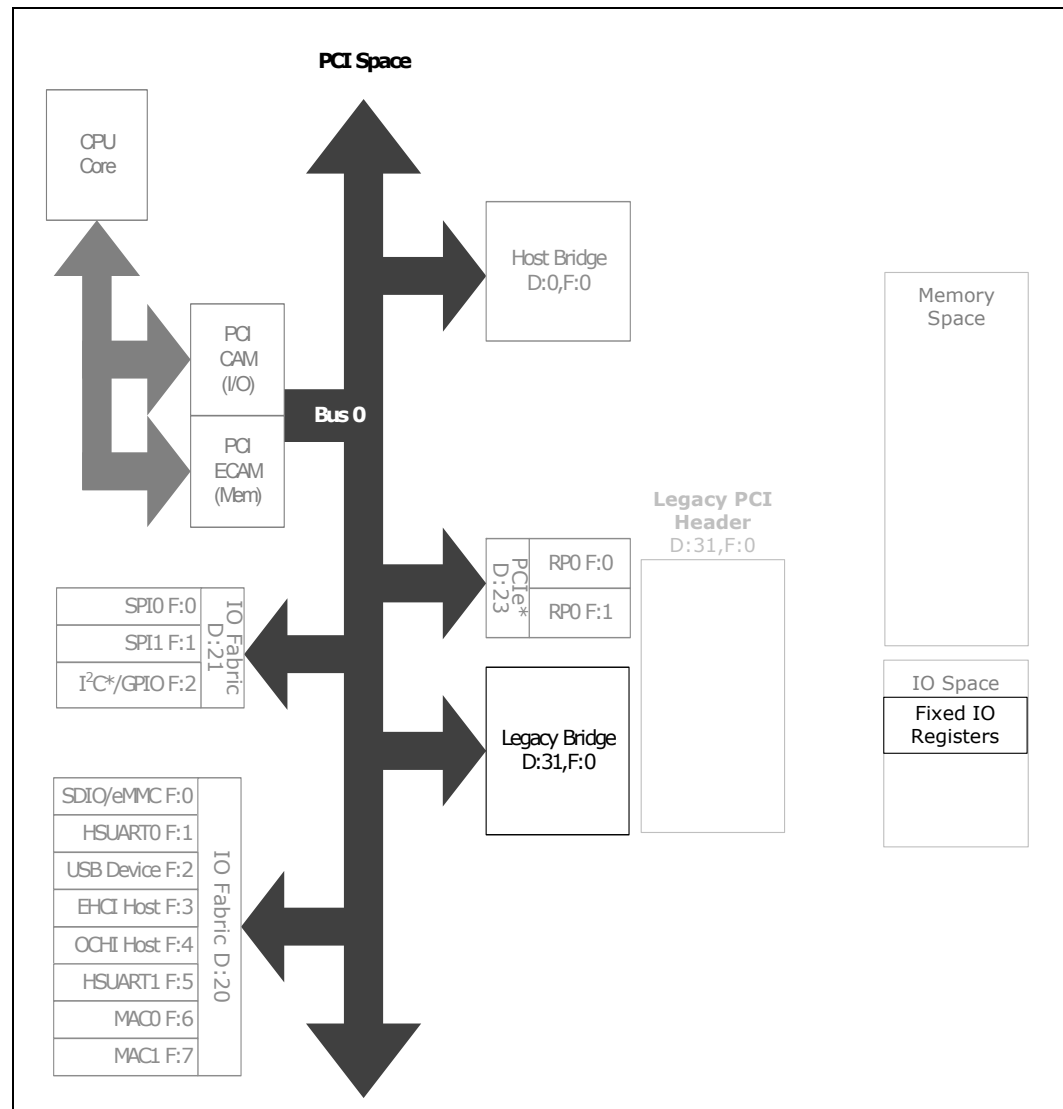 PCI Space
CPU
Core
Host Bridge
D:0,F:0
Memory
Space
PCI
CAM
(I/O)
Bus 0
PCI
ECAM
(Mem)
Legacy PCI
Header
D:31,F:0
PCIe*
D:23
RP0 F:0
RP0 F:1
SPI0 F:0
SPI1 F:1
I²C*/GPIO F:2
IO Fabric
D:21
Legacy Bridge
D:31,F:0
IO Space
Fixed IO
Registers
SDIO/eMMC F:0
HSUART0 F:1
USB Device F:2
EHCI Host F:3
OCHI Host F:4
HSUART1 F:5
MAC0 F:6
MAC1 F:7
IO Fabric D:20